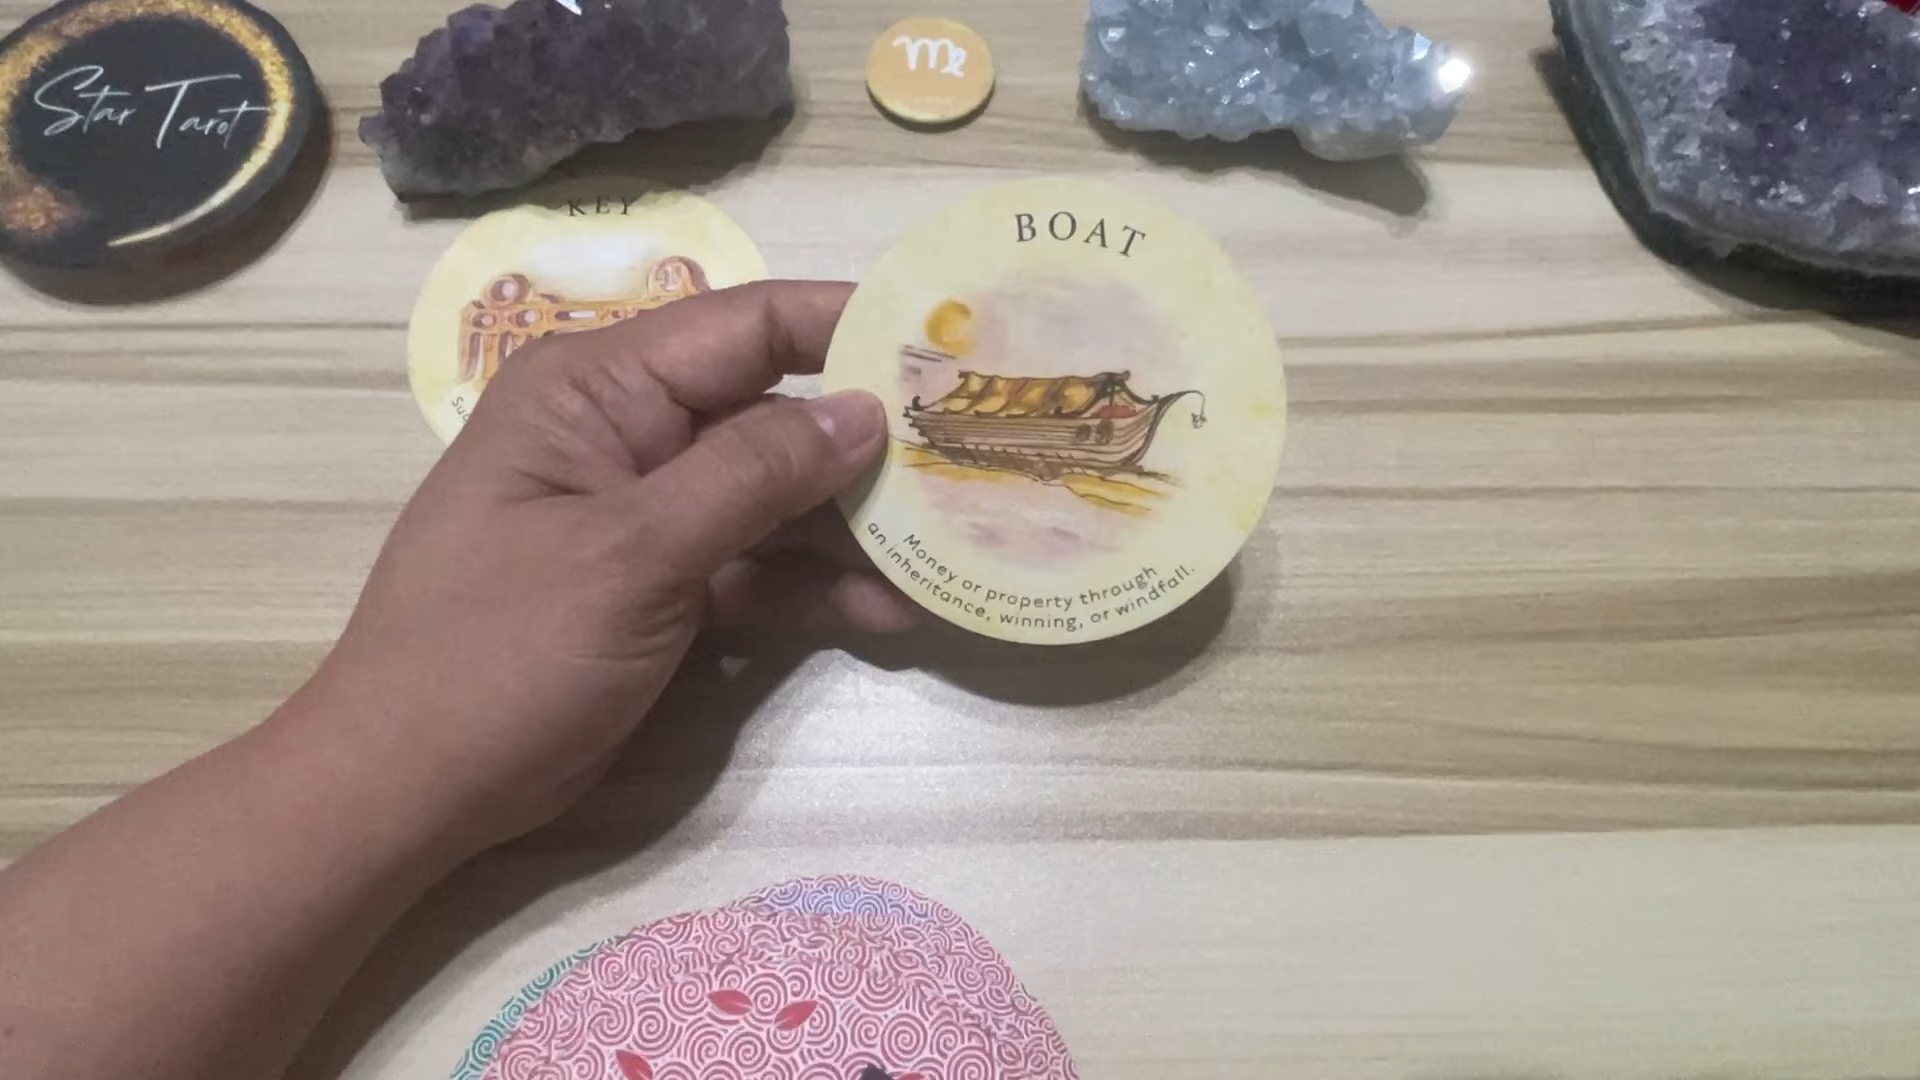 Star Tarot
KEY
BOAT
Money or property through
an inheritance, winning, or windfall.